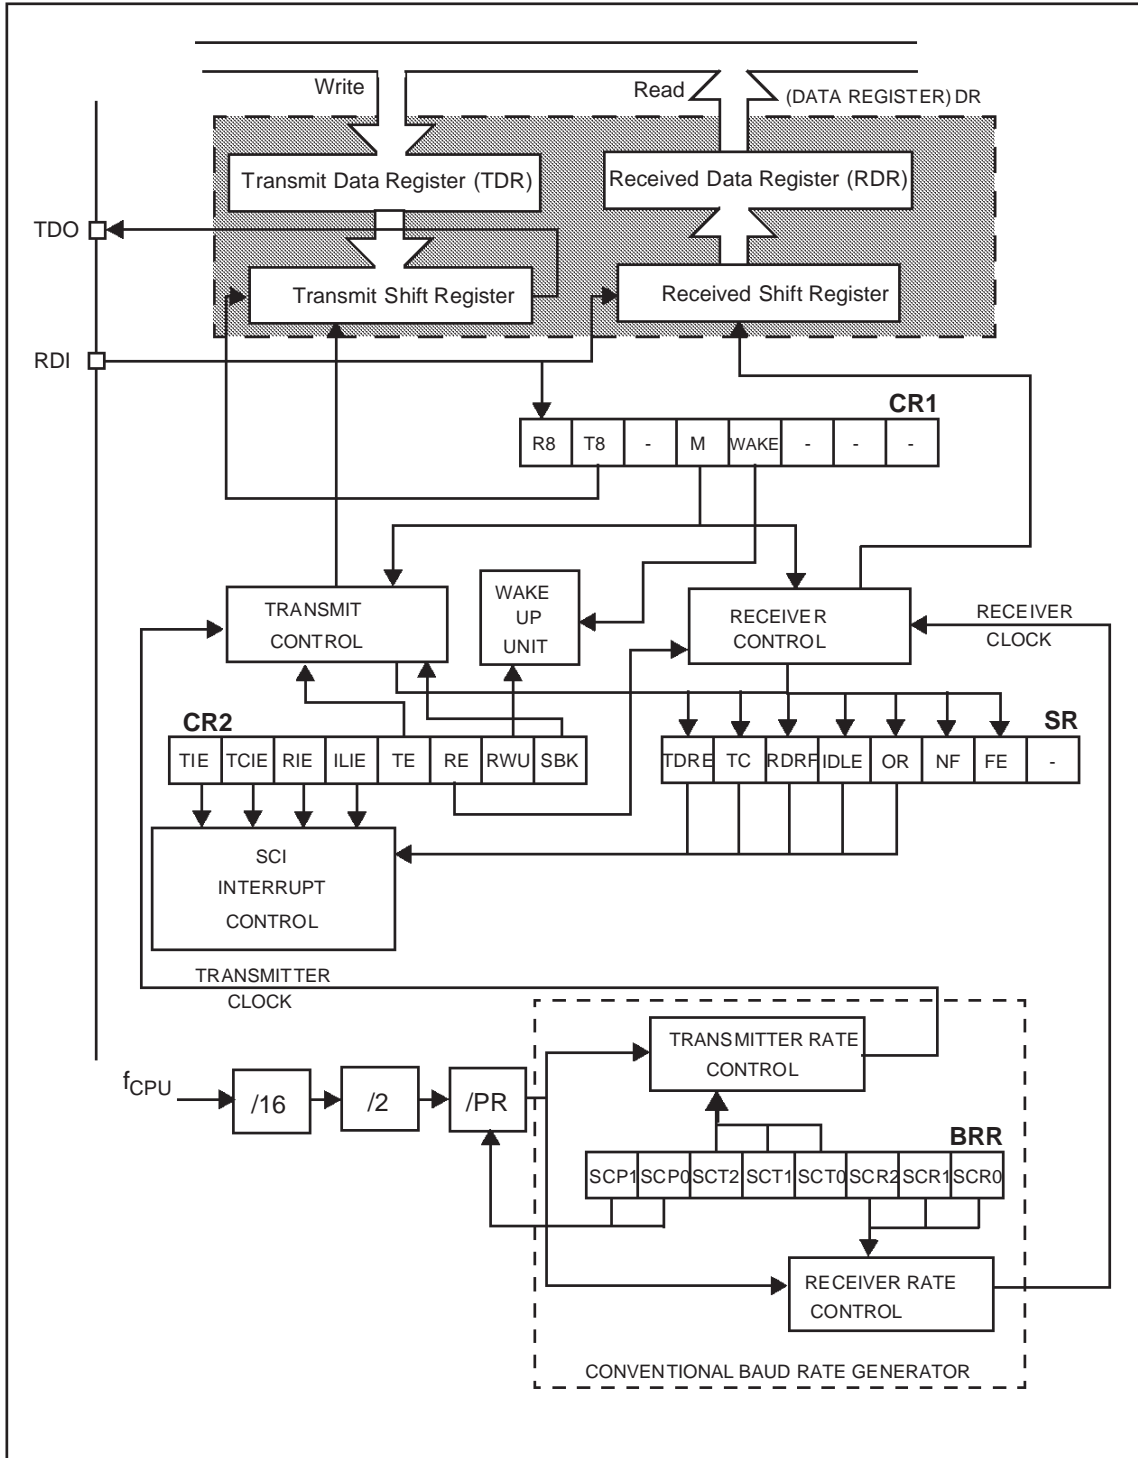 Write
Read
(DATA REGISTER) DR
Transmit Data Register (TDR)
Received Data Register (RDR)
TDO
Transmit Shift Register
Received Shift Register
RDI
CR1
R8 T8 - M WAKE - - -
TRANSMIT
CONTROL
WAKE
UP
UNIT
RECEIVER
CONTROL
RECEIVER
CLOCK
CR2
TIE TCIE RIE ILIE TE RE RWU SBK
SR
TDRE TC RDRF IDLE OR NF FE -
SCI
INTERRUPT
CONTROL
TRANSMITTER
CLOCK
TRANSMITTER RATE
CONTROL
fCPU
/16
/2
/PR
BRR
SCP1 SCP0 SCT2 SCT1 SCT0 SCR2 SCR1 SCR0
RECEIVER RATE
CONTROL
CONVENTIONAL BAUD RATE GENERATOR